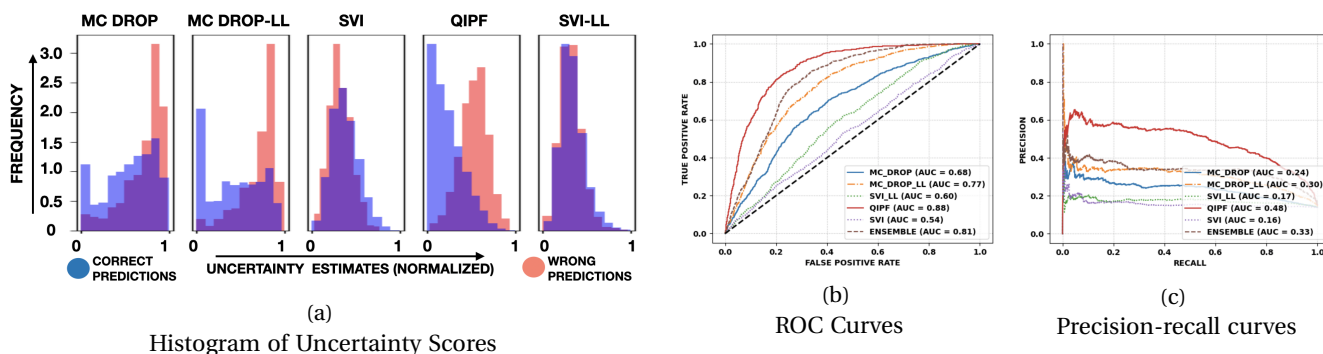 MC DROP
MC DROP-LL
SVI
QIPF
SVI-LL
FREQUENCY
3.0
2.5
2.0
1.5
1.0
0.5
0
0 1
0 1
0 1
0 1
0 1
CORRECT
PREDICTIONS
UNCERTAINTY ESTIMATES (NORMALIZED)
WRONG
PREDICTIONS
(a)
Histogram of Uncertainty Scores
TRUE POSITIVE RATE
1.0
0.8
0.6
0.4
0.2
0.0
MC_DROP (AUC = 0.68)
MC_DROP_LL (AUC = 0.77)
SVI_LL (AUC = 0.60)
QIPF (AUC = 0.88)
SVI (AUC = 0.54)
ENSEMBLE (AUC = 0.81)
0.0 0.2 0.4 0.6 0.8 1.0
FALSE POSITIVE RATE
(b)
ROC Curves
PRECISION
1.0
0.8
0.6
0.4
0.2
0.0
MC_DROP (AUC = 0.24)
MC_DROP_LL (AUC = 0.30)
SVI_LL (AUC = 0.17)
QIPF (AUC = 0.48)
SVI (AUC = 0.16)
ENSEMBLE (AUC = 0.33)
0.0 0.2 0.4 0.6 0.8 1.0
RECALL
(c)
Precision-recall curves